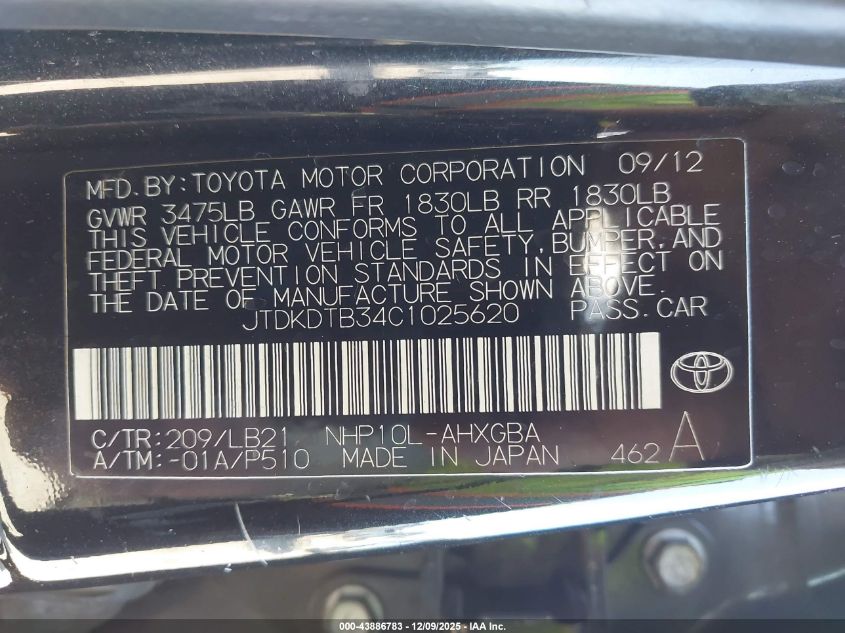 MFD. BY: TOYOTA MOTOR CORPORATION 09/12
GVWR 3475LB GAWR FR 1830LB RR 1830LB
THIS VEHICLE CONFORMS TO ALL APPLICABLE
FEDERAL MOTOR VEHICLE SAFETY, BUMPER, AND
THEFT PREVENTION STANDARDS IN EFFECT ON
THE DATE OF MANUFACTURE SHOWN ABOVE.
JTDKDTB34C1025620 PASS. CAR
C/TR: 209/LB21 NHP10L-AHXGBA
A/TM: -01A/P510 MADE IN JAPAN 462 A
000-43886783 - 12/09/2025 - IAA Holdings, LLC.